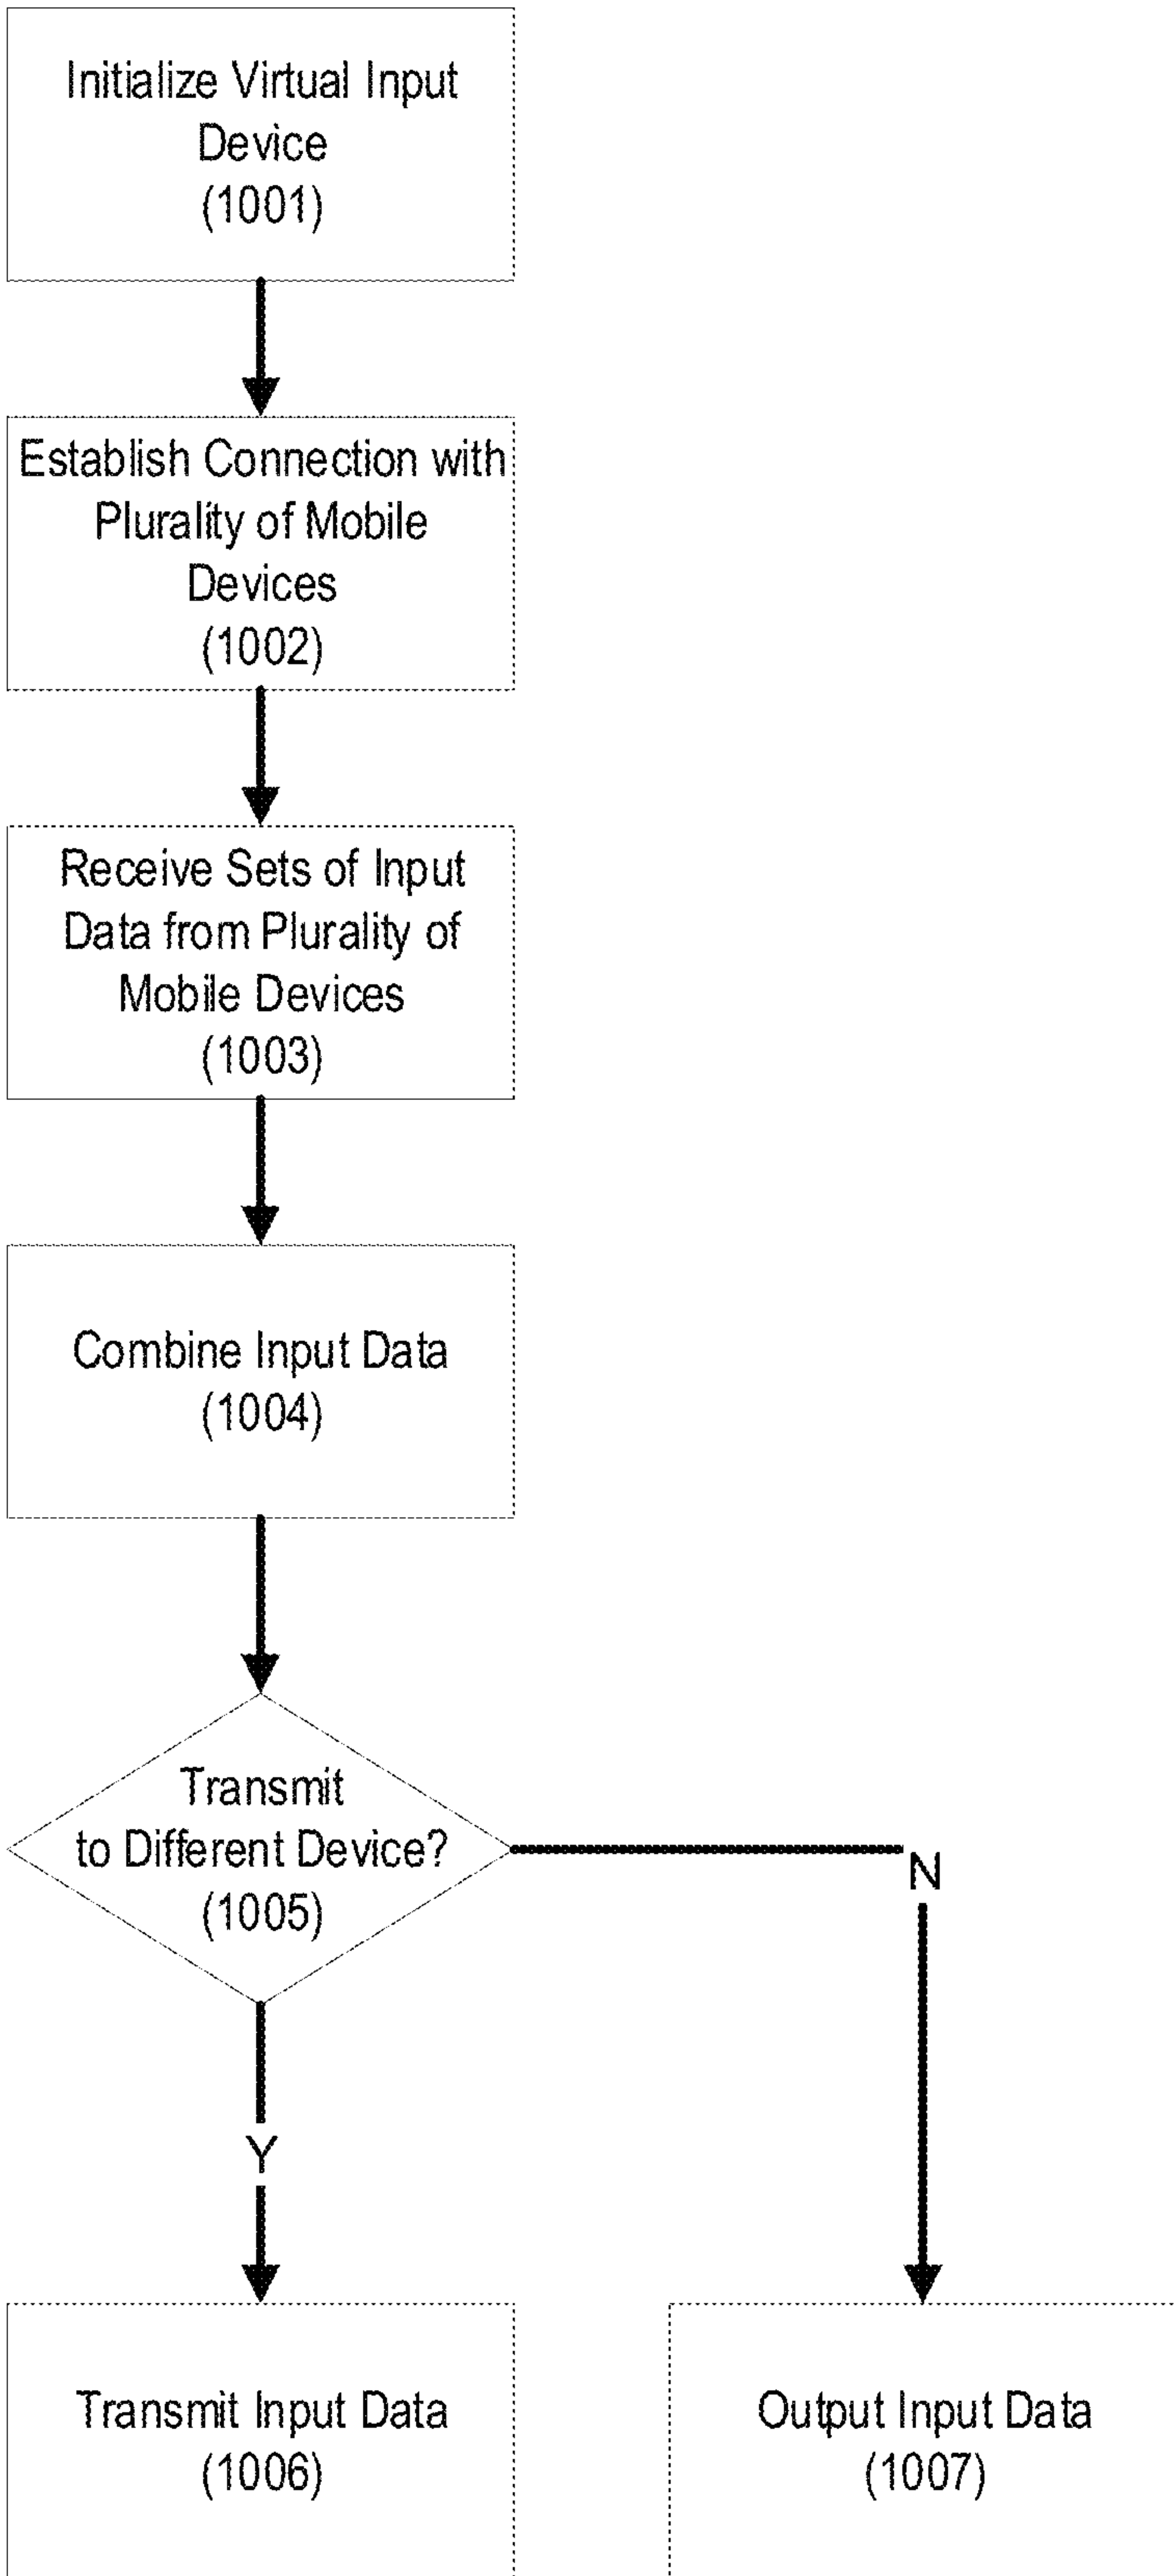 Initialize Virtual Input
Device
(1001)
Establish Connection with
Plurality of Mobile
Devices
(1002)
Receive Sets of Input
Data from Plurality of
Mobile Devices
(1003)
Combine Input Data
(1004)
Transmit
to Different Device?
(1005)
N
Y
Transmit Input Data
(1006)
Output Input Data
(1007)